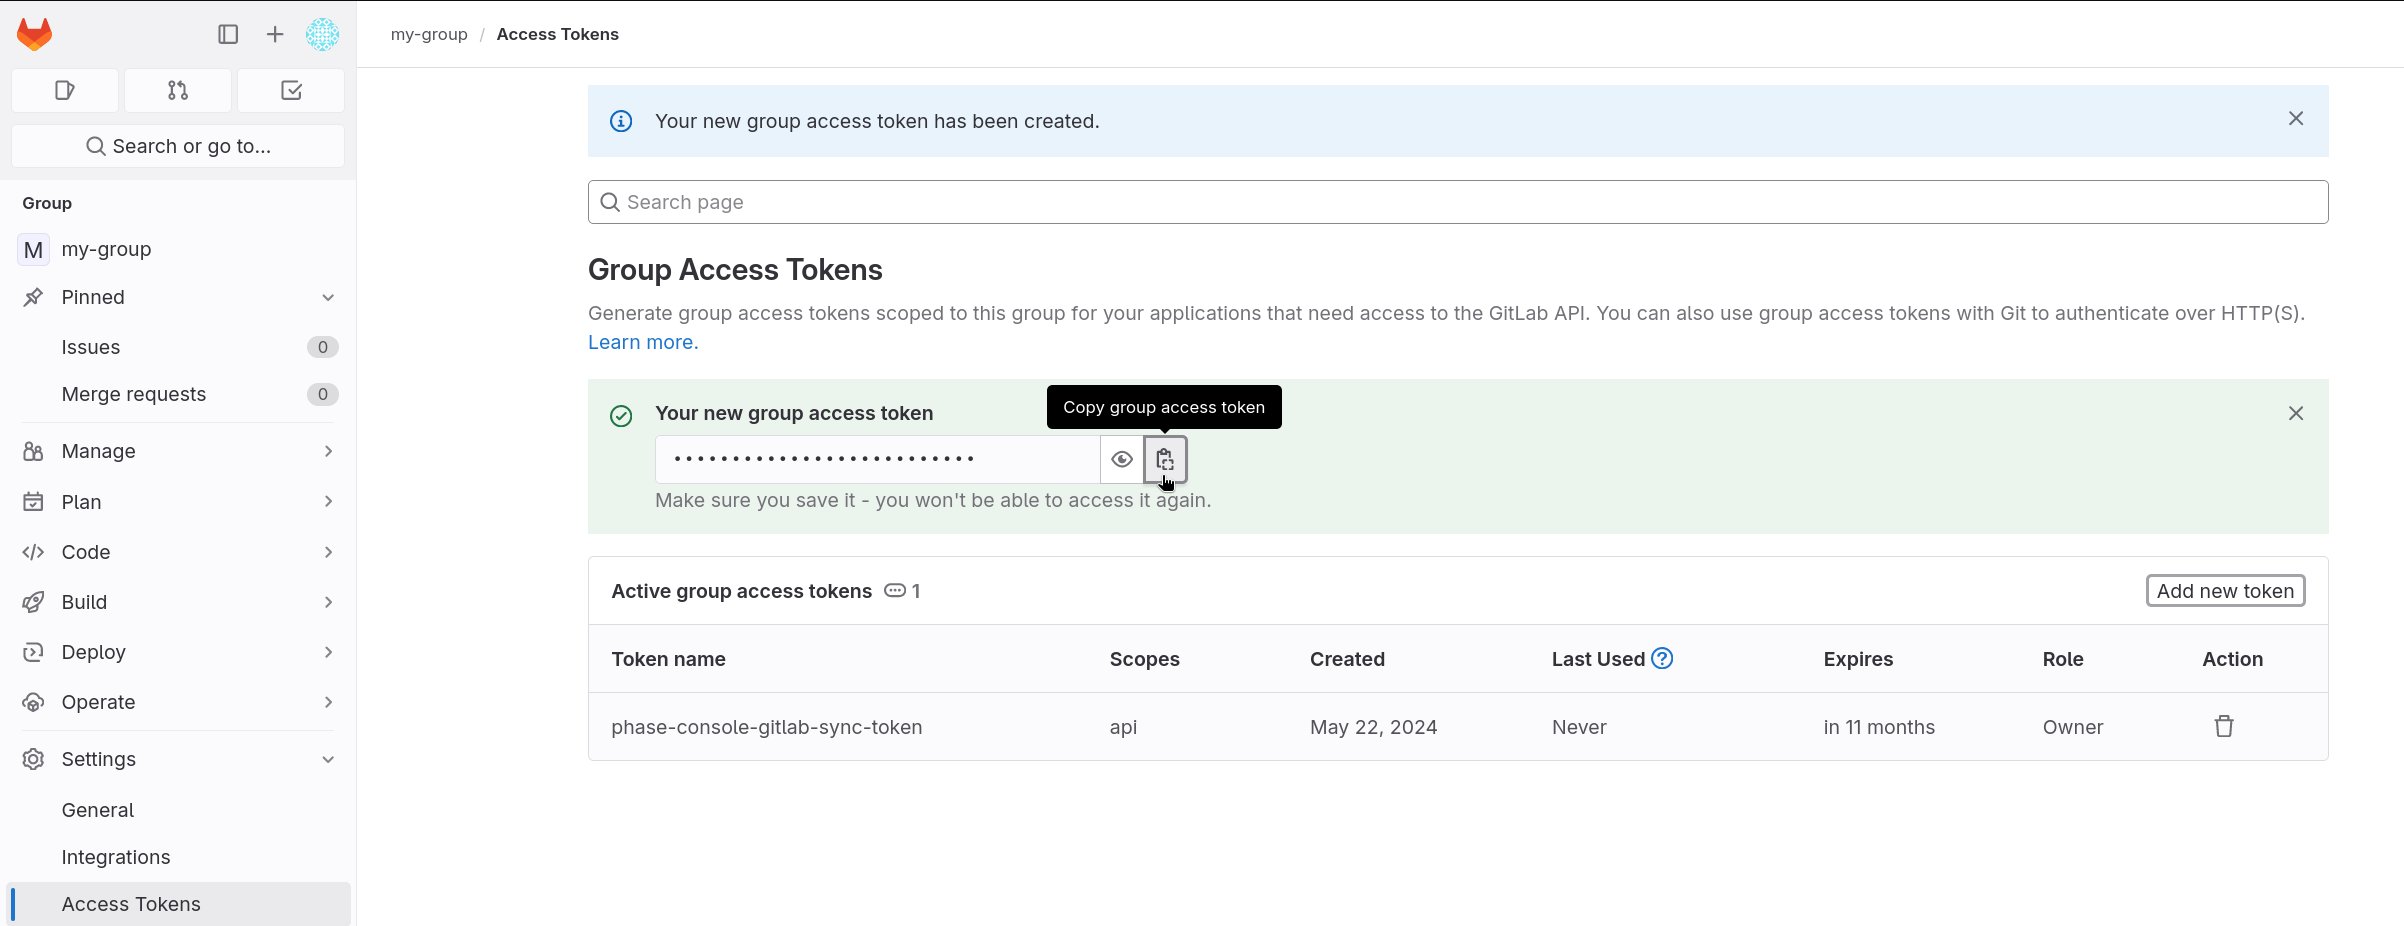 my-group / Access Tokens
Search or go to...
Group
M my-group
Pinned
Issues 0
Merge requests 0
Manage
Plan
Code
Build
Deploy
Operate
Settings
General
Integrations
Access Tokens
Your new group access token has been created.
Search page
Group Access Tokens
Generate group access tokens scoped to this group for your applications that need access to the GitLab API. You can also use group access tokens with Git to authenticate over HTTP(S).
Learn more.
Copy group access token
Your new group access token
••••••••••••••••••••••••••
Make sure you save it - you won't be able to access it again.
Active group access tokens 1
Add new token
Token name Scopes Created Last Used ? Expires Role Action
phase-console-gitlab-sync-token api May 22, 2024 Never in 11 months Owner